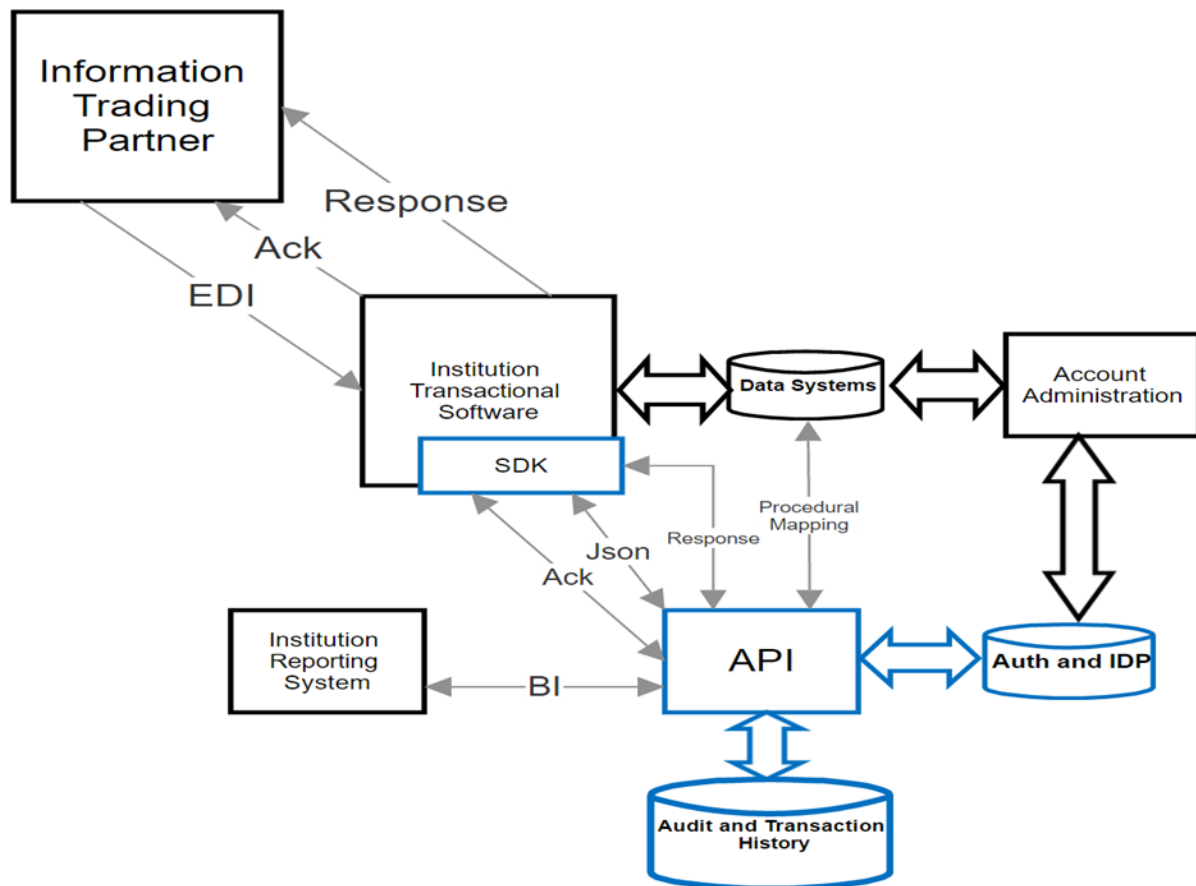 Information
Trading
Partner
Response
Ack
EDI
Institution
Transactional
Software
Data Systems
Account
Administration
SDK
Procedural
Mapping
Response
Json
Ack
Institution
Reporting
System
BI
API
Auth and IDP
Audit and Transaction
History